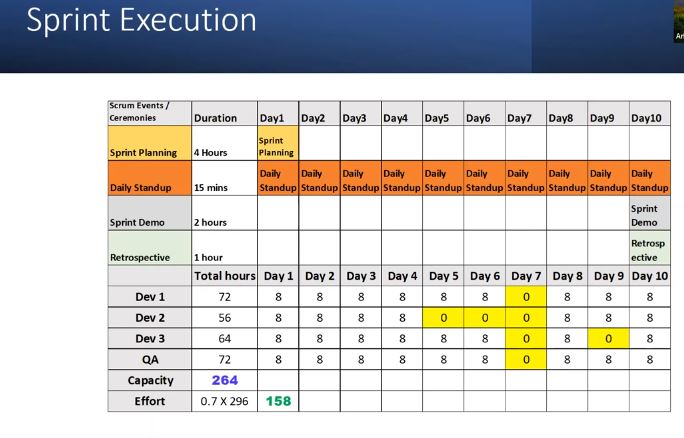 Sprint Execution
Scrum Events /
Ceremonies Duration Day1 Day2 Day3 Day4 Day5 Day6 Day7 Day8 Day9 Day10
Sprint Planning 4 Hours Sprint
Planning
Daily Standup 15 mins Daily
Standup Daily
Standup Daily
Standup Daily
Standup Daily
Standup Daily
Standup Daily
Standup Daily
Standup Daily
Standup Daily
Standup
Sprint Demo 2 hours Sprint
Demo
Retrospective 1 hour Retrosp
ective
Total hours Day 1 Day 2 Day 3 Day 4 Day 5 Day 6 Day 7 Day 8 Day 9 Day 10
Dev 1 72 8 8 8 8 8 8 0 8 8 8
Dev 2 56 8 8 8 8 0 0 0 8 8 8
Dev 3 64 8 8 8 8 8 8 0 8 0 8
QA 72 8 8 8 8 8 8 0 8 8 8
Capacity 264
Effort 0.7 X 296 158